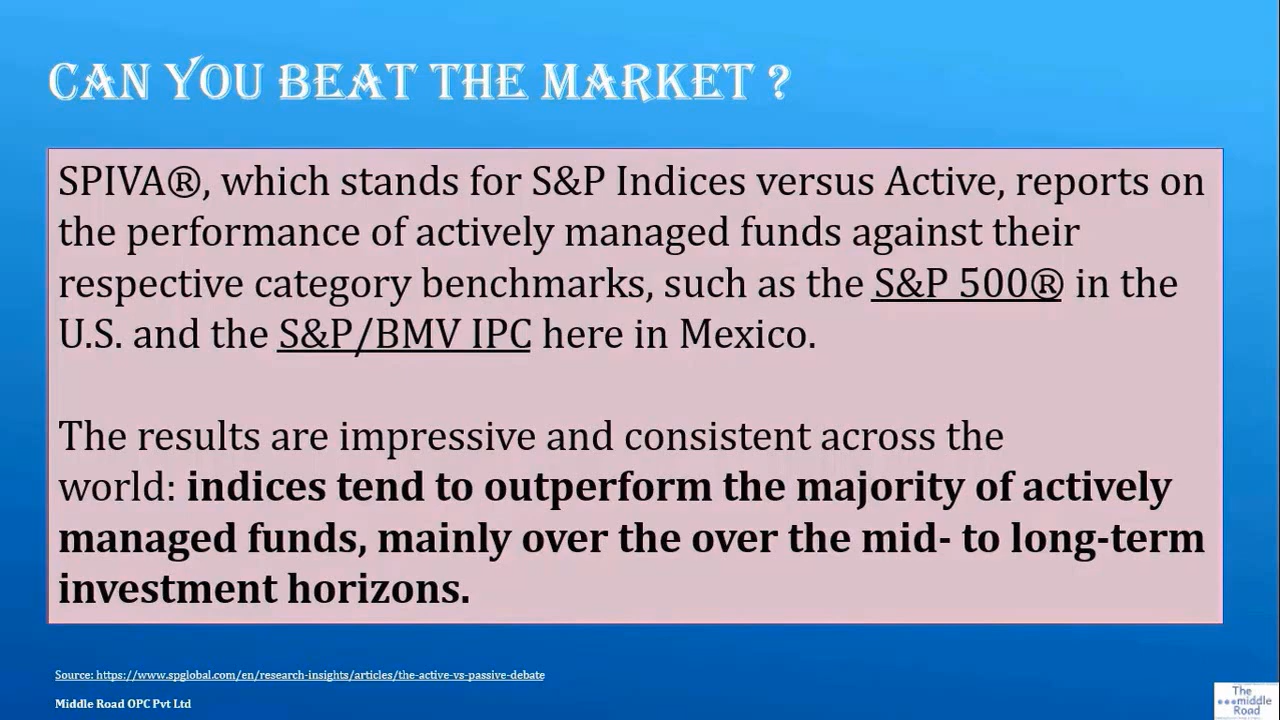 CAN YOU BEAT THE MARKET ?
SPIVA®, which stands for S&P Indices versus Active, reports on
the performance of actively managed funds against their
respective category benchmarks, such as the S&P 500® in the
U.S. and the S&P/BMV IPC here in Mexico.
The results are impressive and consistent across the
world: indices tend to outperform the majority of actively
managed funds, mainly over the over the mid- to long-term
investment horizons.
Source: https://www.spglobal.com/en/research-insights/articles/the-active-vs-passive-debate
Middle Road OPC Pvt Ltd
The
middle
Road